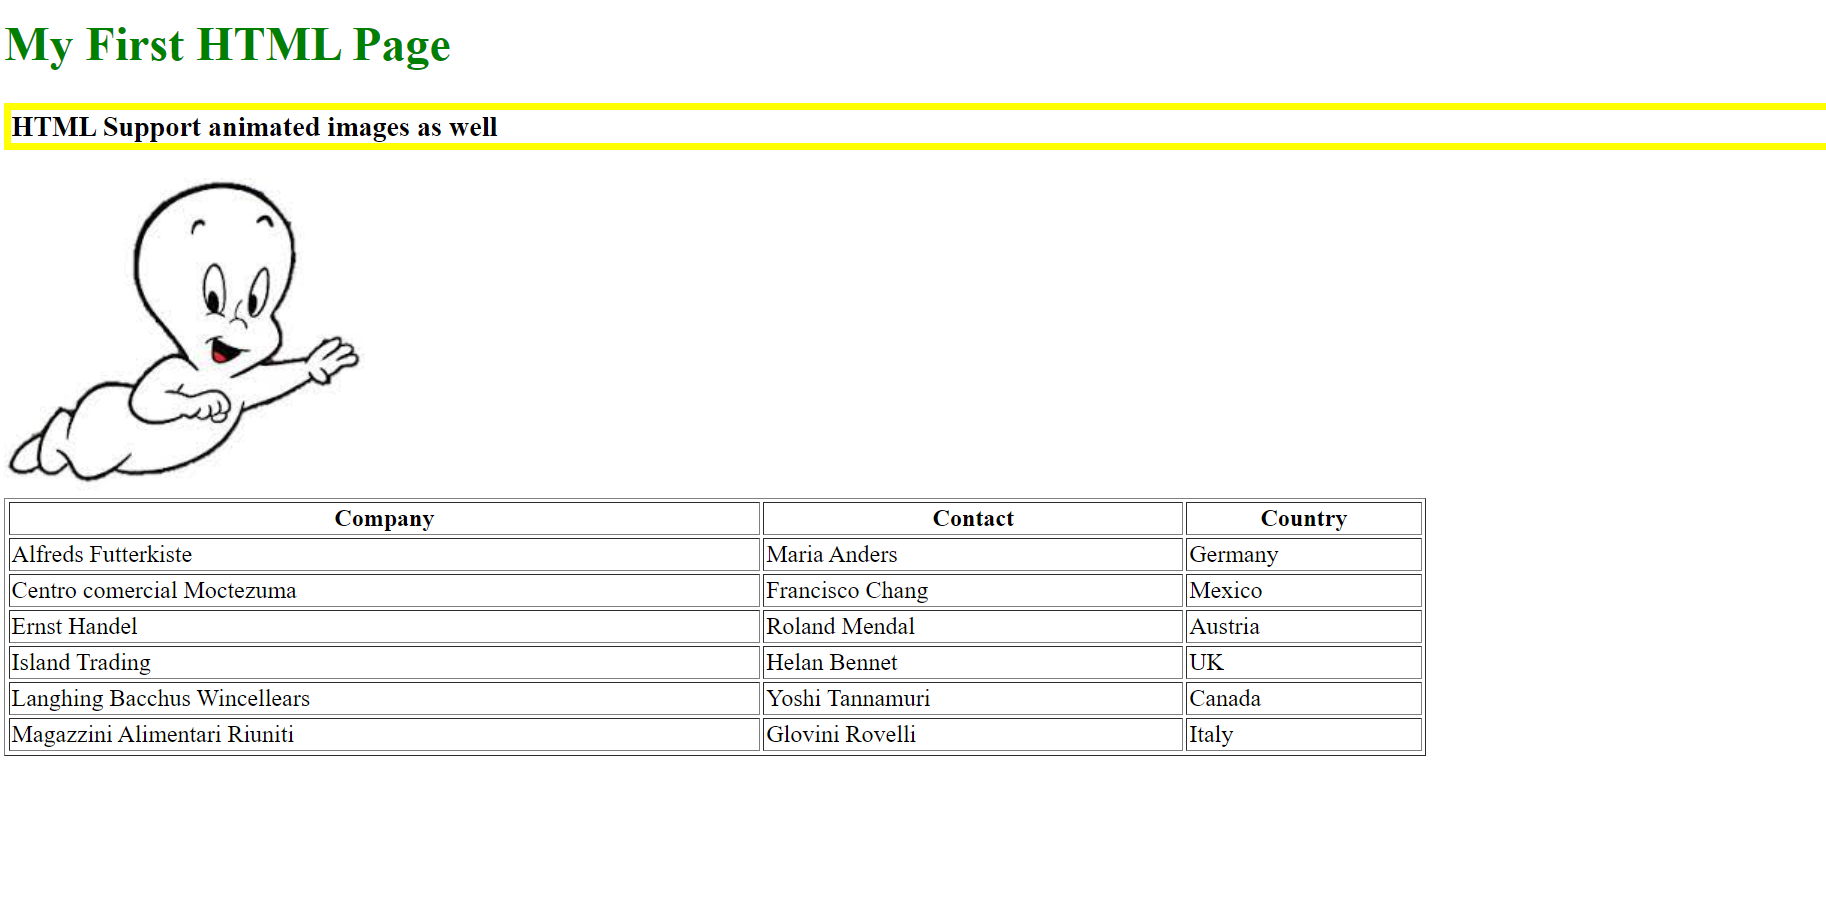 My First HTML Page
HTML Support animated images as well
Company Contact Country
Alfreds Futterkiste Maria Anders Germany
Centro comercial Moctezuma Francisco Chang Mexico
Ernst Handel Roland Mendal Austria
Island Trading Helan Bennet UK
Langhing Bacchus Wincellears Yoshi Tannamuri Canada
Magazzini Alimentari Riuniti Glovini Rovelli Italy